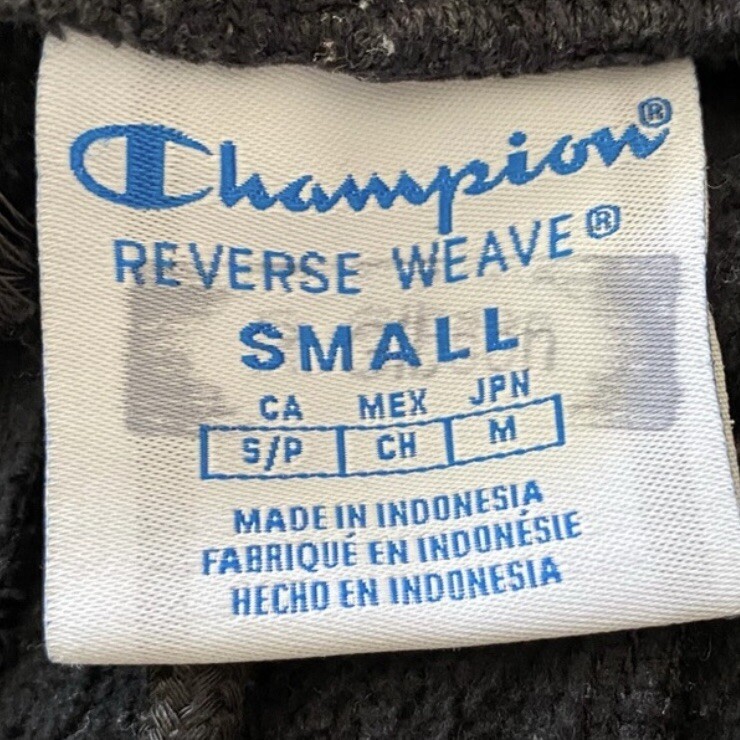 Champion®
REVERSE WEAVE®
SMALL
CA MEX JPN
S/P CH M
MADE IN INDONESIA
FABRIQUÉ EN INDONÉSIE
HECHO EN INDONESIA